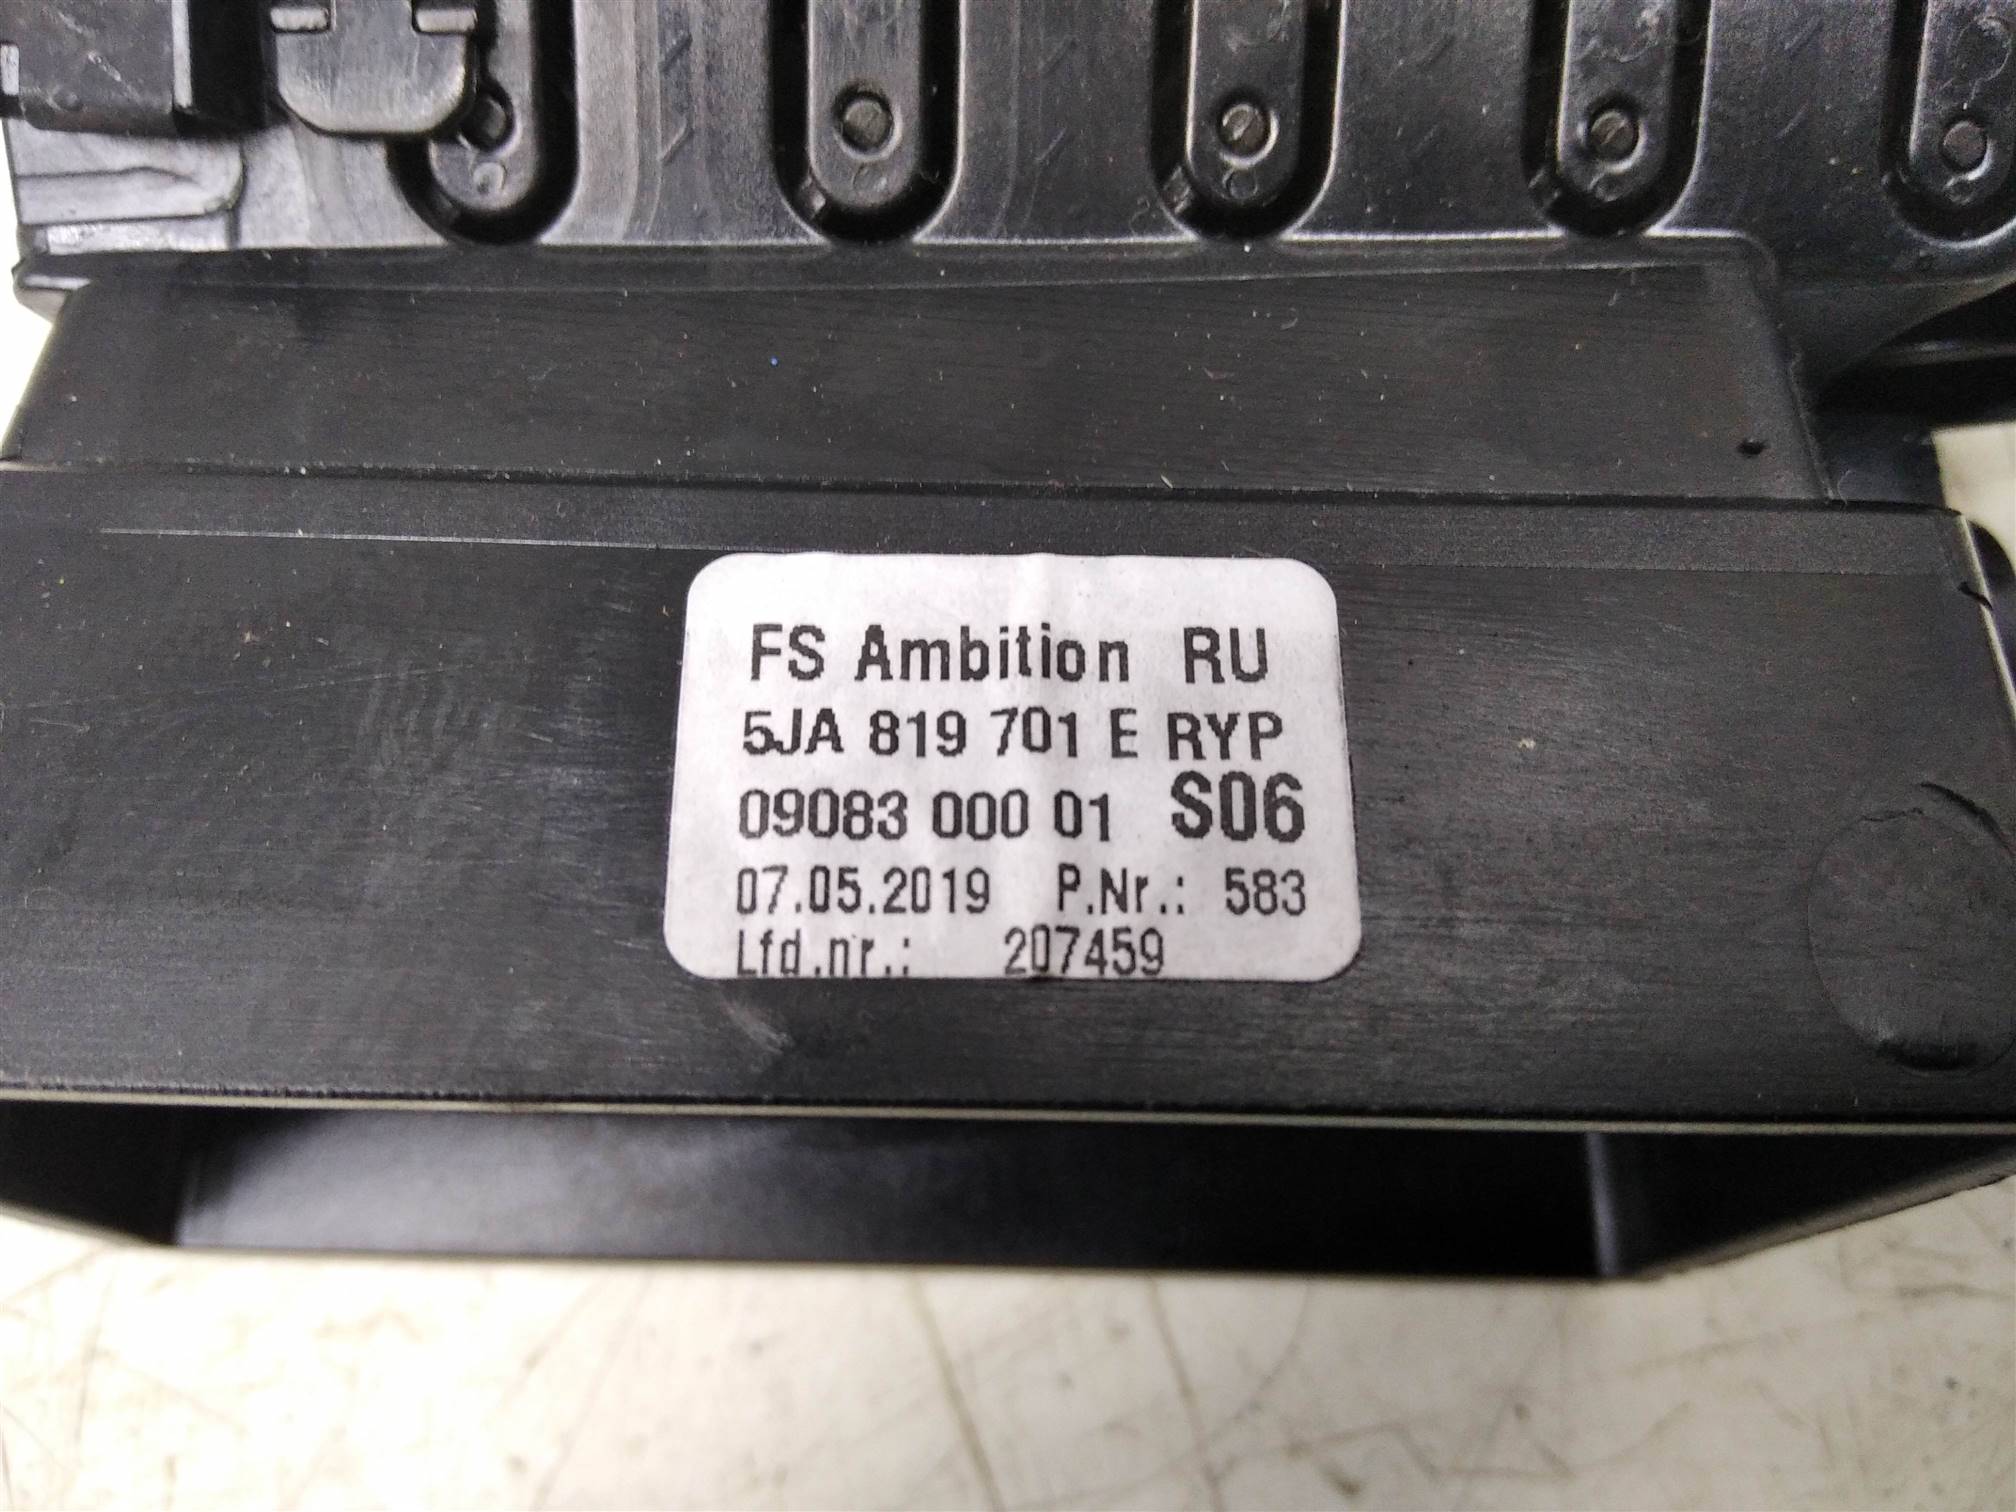 FS Ambition RU
5JA 819 701 E RYP
09083 000 01 S06
07.05.2019 P.Nr.: 583
Lfd.nr.: 207459